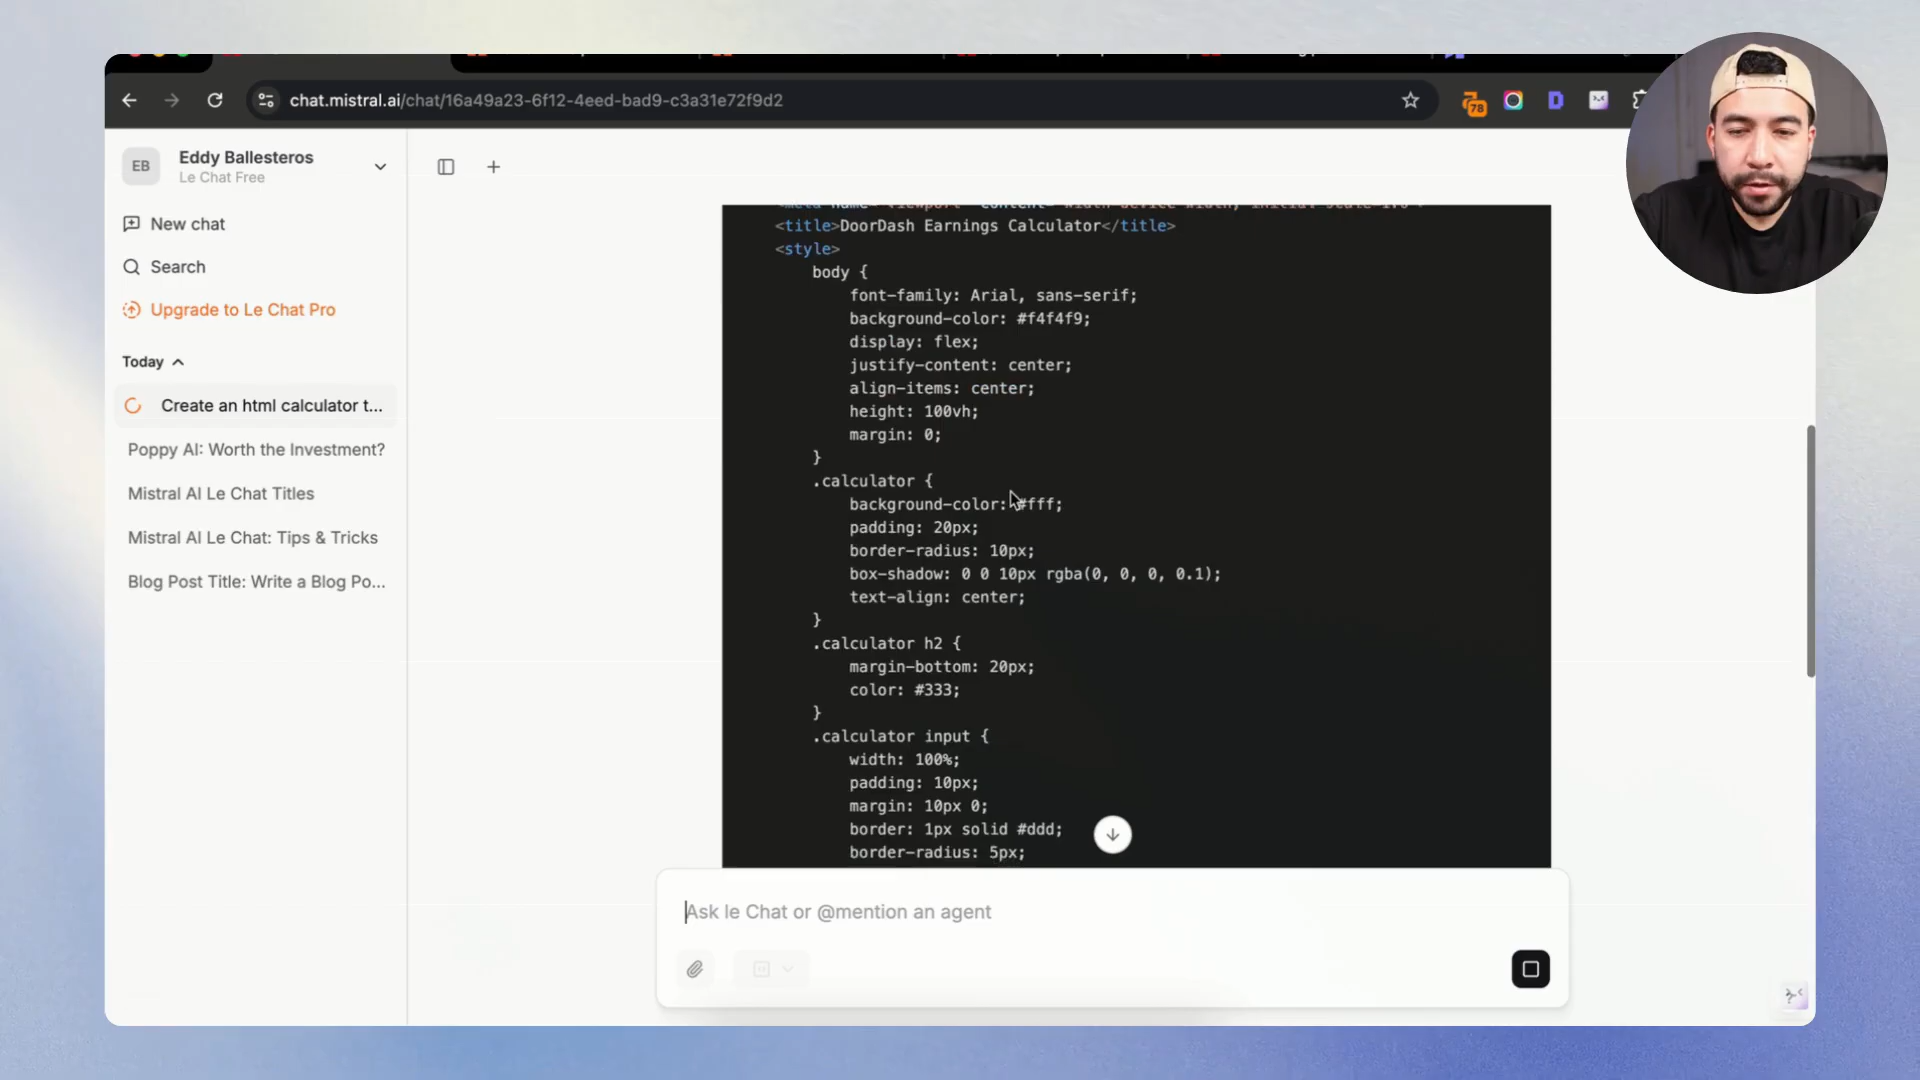 chat.mistral.ai/chat/16a49a23-6f12-4eed-bad9-c3a31e72f9d2
78
D
EB
Eddy Ballesteros
Le Chat Free
New chat
Search
Upgrade to Le Chat Pro
Today
Create an html calculator t...
Poppy AI: Worth the Investment?
Mistral AI Le Chat Titles
Mistral AI Le Chat: Tips & Tricks
Blog Post Title: Write a Blog Po...
<title>DoorDash Earnings Calculator</title>
<style>
body {
font-family: Arial, sans-serif;
background-color: #f4f4f9;
display: flex;
justify-content: center;
align-items: center;
height: 100vh;
margin: 0;
}
.calculator {
background-color: #fff;
padding: 20px;
border-radius: 10px;
box-shadow: 0 0 10px rgba(0, 0, 0, 0.1);
text-align: center;
}
.calculator h2 {
margin-bottom: 20px;
color: #333;
}
.calculator input {
width: 100%;
padding: 10px;
margin: 10px 0;
border: 1px solid #ddd;
border-radius: 5px;
Ask le Chat or @mention an agent